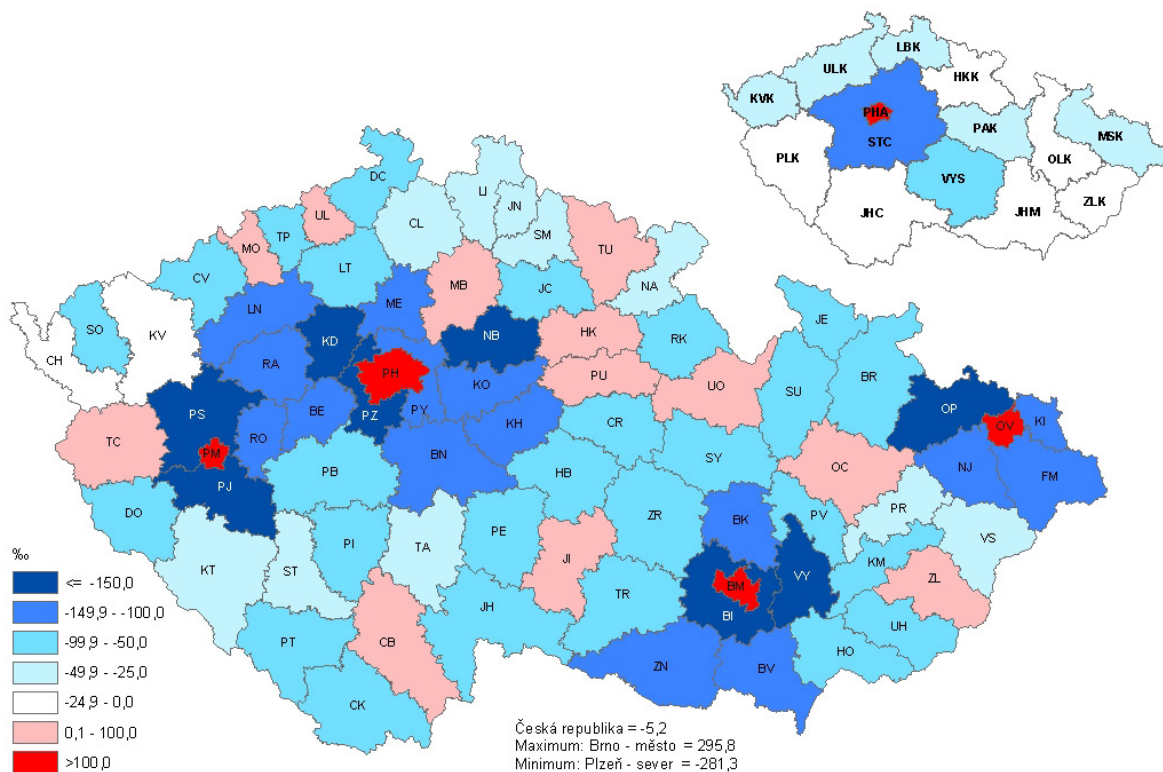 LBK
ULK
HKK
KVK
PHA
PAK
MSK
STC
PLK
OLK
VYS
ZLK
JHC
JHM
DC
LI
JN
UL
CL
TP
SM
TU
MO
LT
CV
MB
JC
NA
LN
ME
SO
KV
KD
NB
HK
RK
JE
CH
RA
PH
KO
PU
UO
SU
BR
PS
BE
PZ
PY
KH
CR
OP
OV
KI
TC
PM
RO
BN
SY
OC
NJ
FM
PJ
PB
HB
DO
PE
ZR
BK
PV
PR
VS
KT
ST
PI
TA
JI
TR
BM
VY
KM
ZL
BI
JH
UH
PT
CB
HO
ZN
BV
CK
‰
<= -150,0
-149,9 - -100,0
-99,9 - -50,0
-49,9 - -25,0
-24,9 - 0,0
0,1 - 100,0
>100,0
Česká republika = -5,2
Maximum: Brno - město = 295,8
Minimum: Plzeň - sever = -281,3